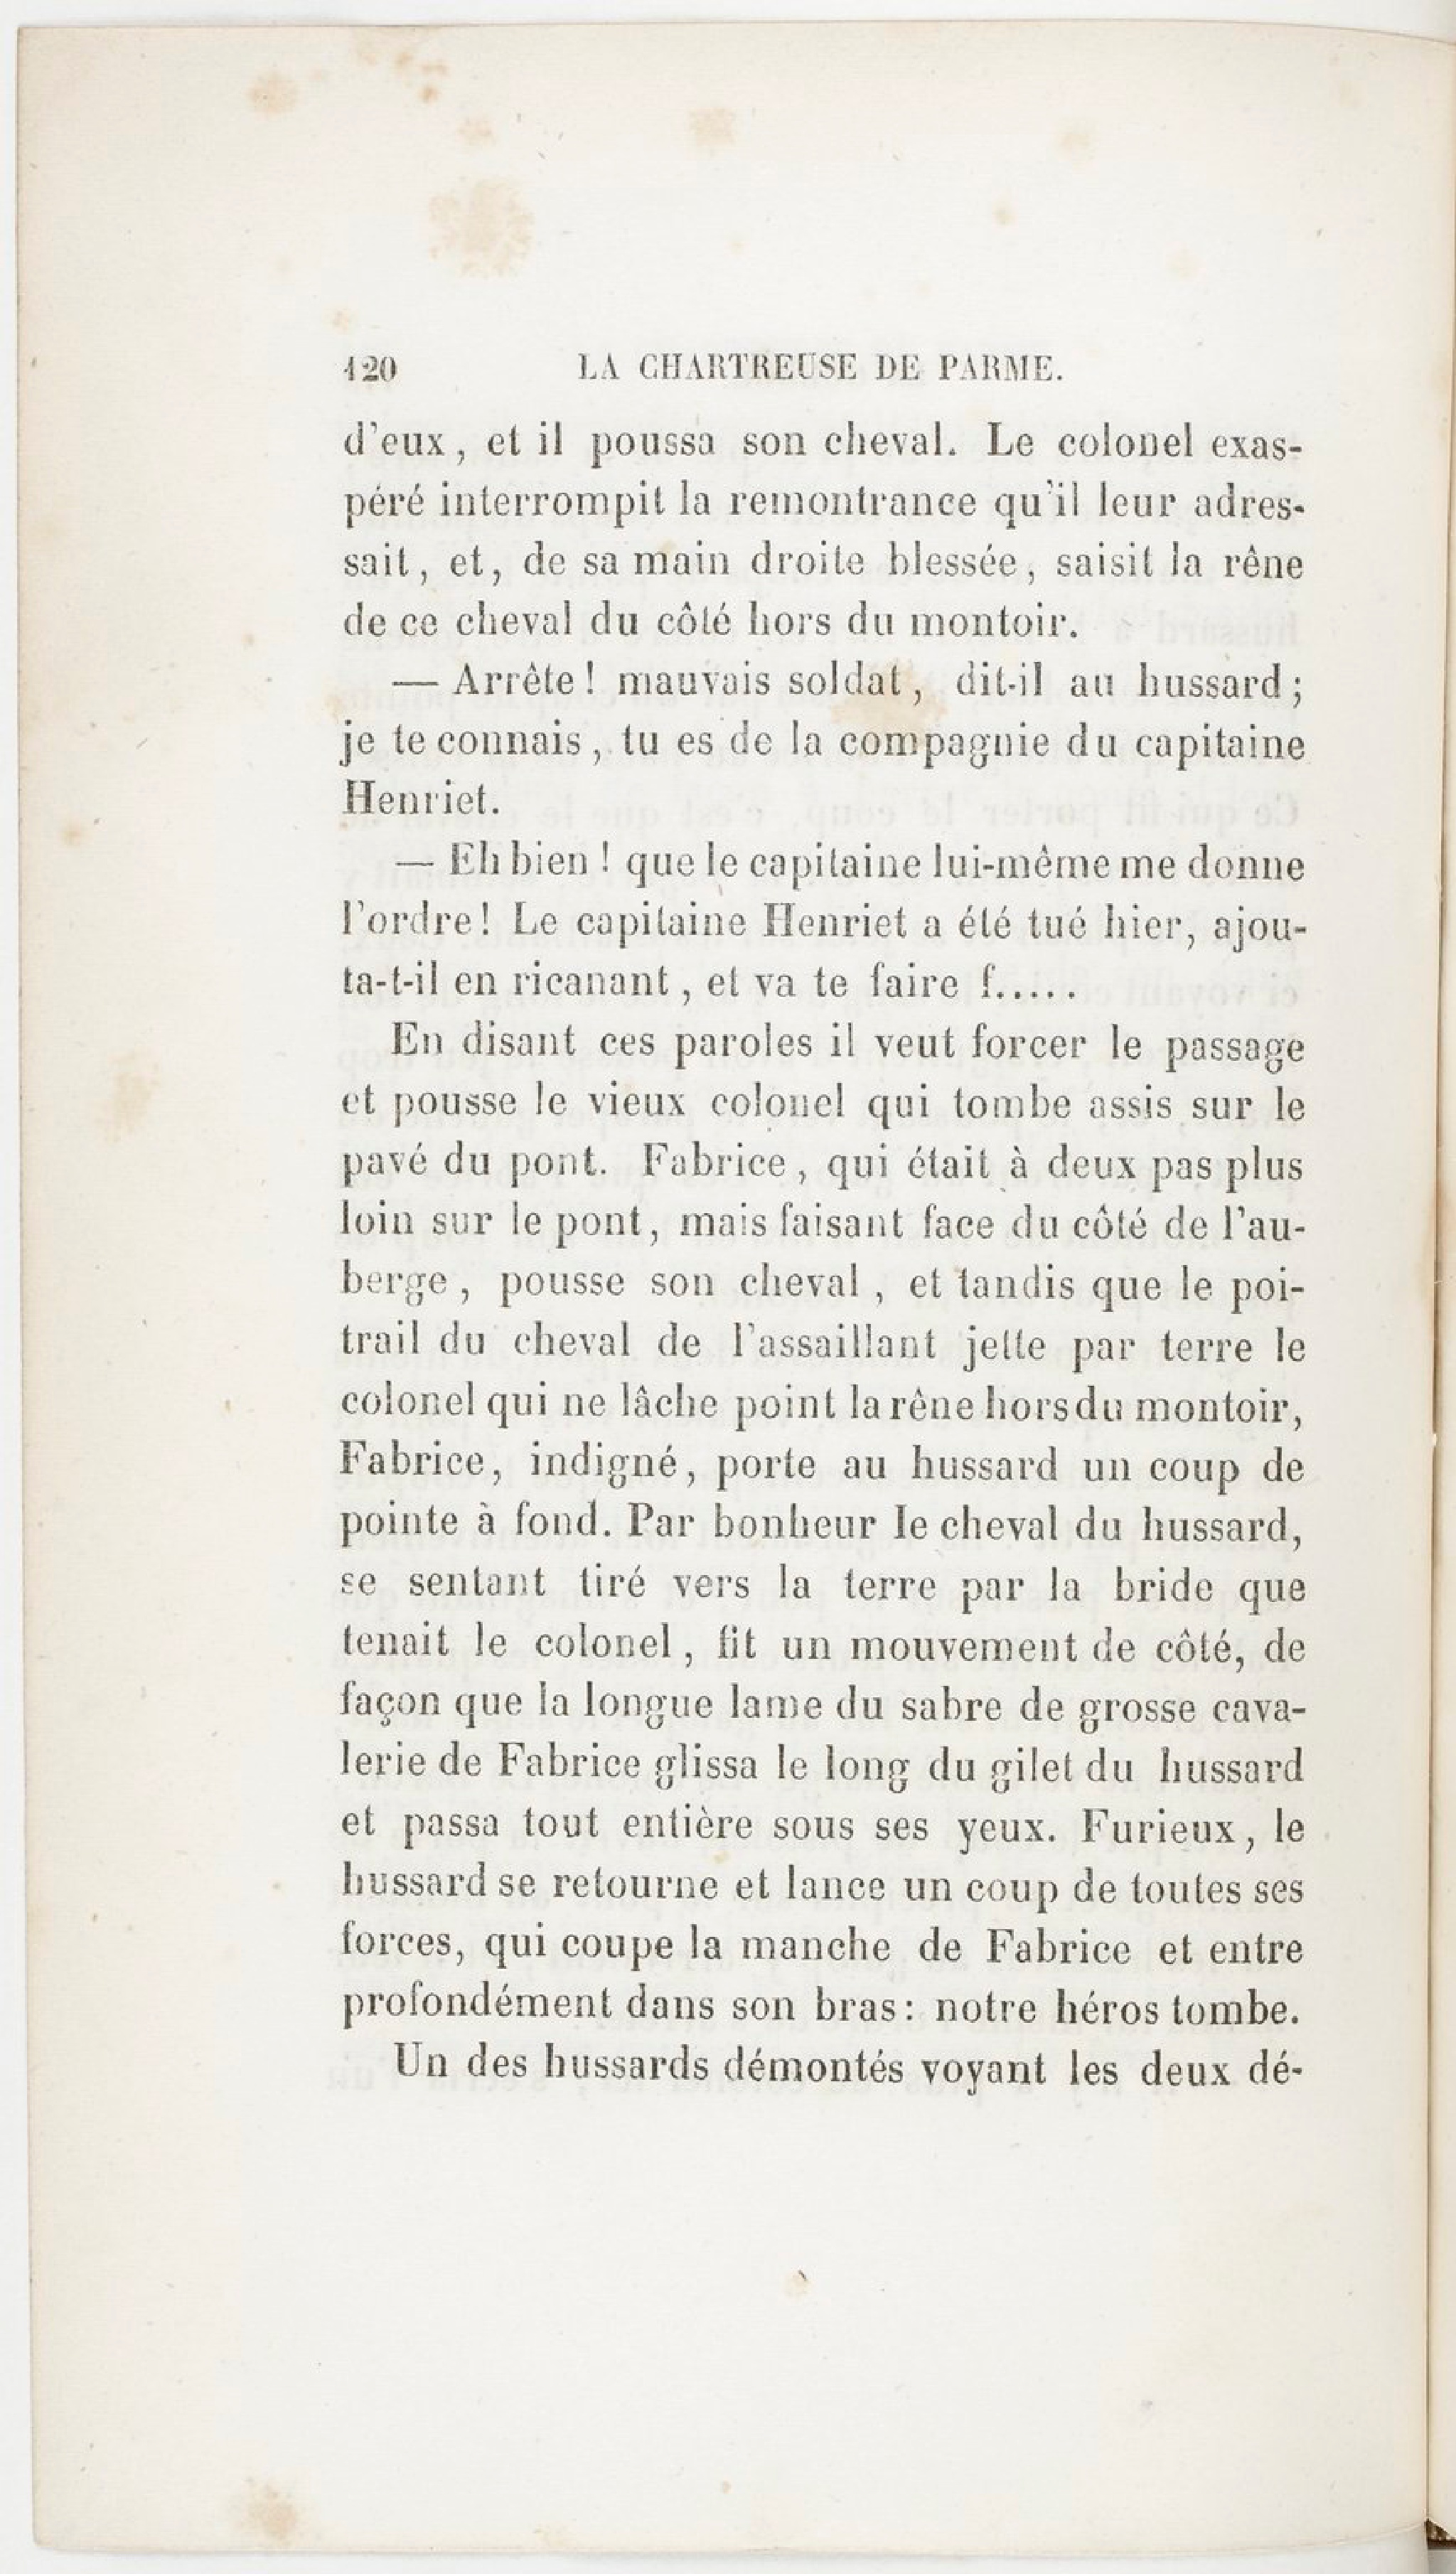 120 LA CHARTREUSE DE PARME.
d'eux, et il poussa son cheval. Le colonel exas-
péré interrompit la remontrance qu'il leur adres-
sait, et, de sa main droite blessée, saisit la rêne
de ce cheval du côté hors du montoir.
— Arrête ! mauvais soldat, dit-il au hussard ;
je te connais, tu es de la compagnie du capitaine
Henriet.
— Eh bien ! que le capitaine lui-même me donne
l'ordre ! Le capitaine Henriet a été tué hier, ajou-
ta-t-il en ricanant, et va te faire f.....
En disant ces paroles il veut forcer le passage
et pousse le vieux colonel qui tombe assis sur le
pavé du pont. Fabrice, qui était à deux pas plus
loin sur le pont, mais faisant face du côté de l'au-
berge, pousse son cheval, et tandis que le poi-
trail du cheval de l'assaillant jette par terre le
colonel qui ne lâche point la rêne hors du montoir,
Fabrice, indigné, porte au hussard un coup de
pointe à fond. Par bonheur le cheval du hussard,
se sentant tiré vers la terre par la bride que
tenait le colonel, fit un mouvement de côté, de
façon que la longue lame du sabre de grosse cava-
lerie de Fabrice glissa le long du gilet du hussard
et passa tout entière sous ses yeux. Furieux, le
hussard se retourne et lance un coup de toutes ses
forces, qui coupe la manche de Fabrice et entre
profondément dans son bras : notre héros tombe.
Un des hussards démontés voyant les deux dé-